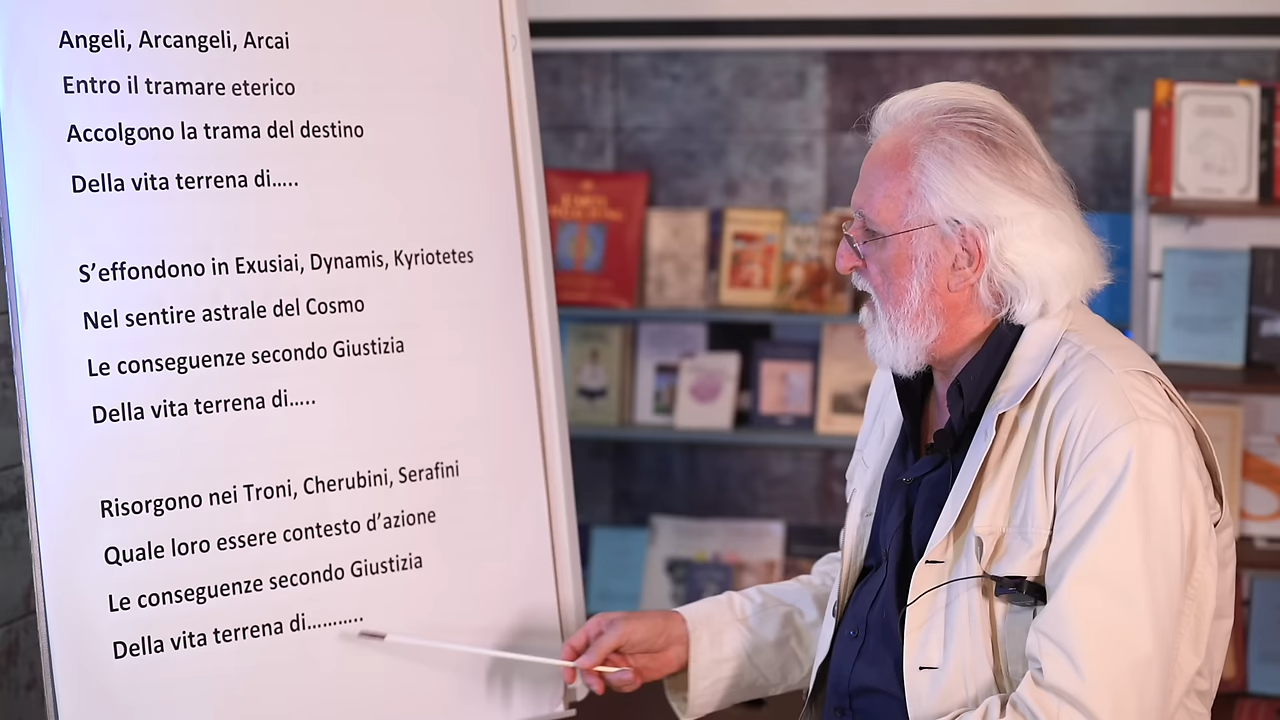 Angeli, Arcangeli, Arcai
Entro il tramare eterico
Accolgono la trama del destino
Della vita terrena di…..
S’effondono in Exusiai, Dynamis, Kyriotetes
Nel sentire astrale del Cosmo
Le conseguenze secondo Giustizia
Della vita terrena di…..
Risorgono nei Troni, Cherubini, Serafini
Quale loro essere contesto d’azione
Le conseguenze secondo Giustizia
Della vita terrena di………..